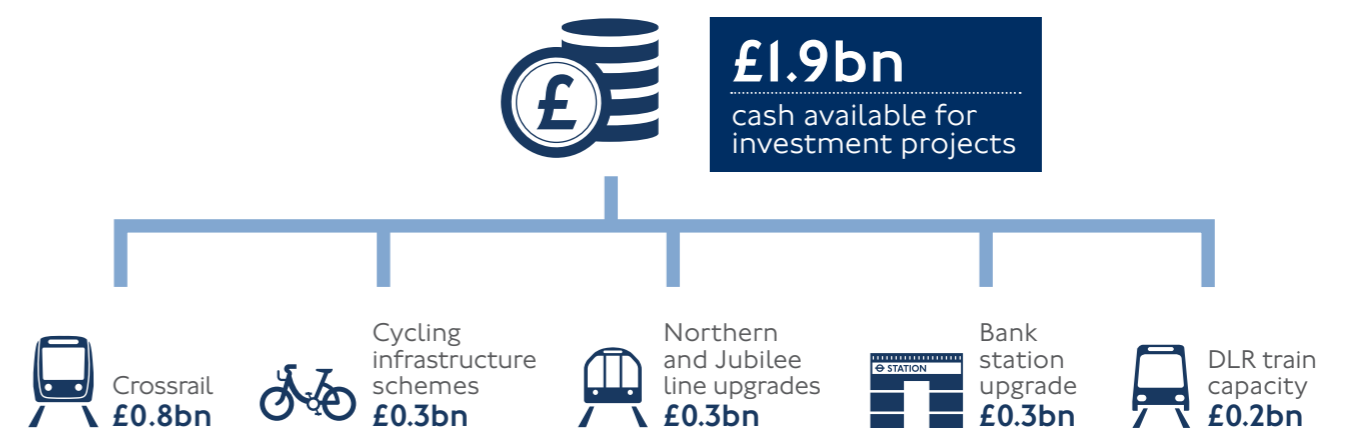 £
£1.9bn
cash available for
investment projects
Crossrail
£0.8bn
Cycling
infrastructure
schemes
£0.3bn
Northern
and Jubilee
line upgrades
£0.3bn
STATION
Bank
station
upgrade
£0.3bn
DLR train
capacity
£0.2bn